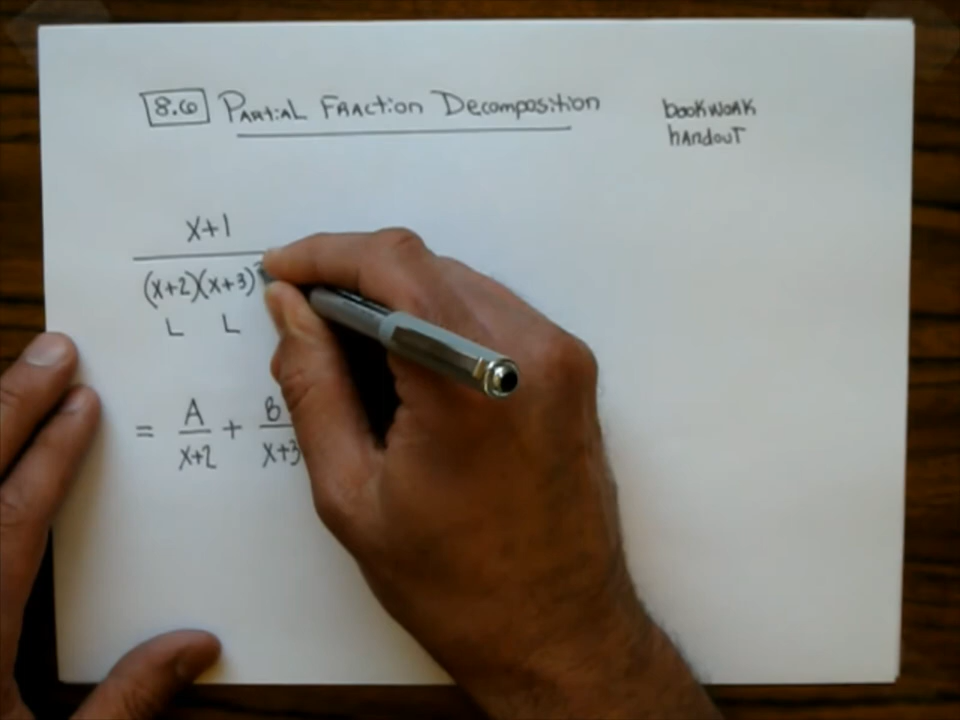 8.6 Partial Fraction Decomposition
bookwork
handout
x+1
(x+2)(x+3)
L L
= A + B
x+2 x+3